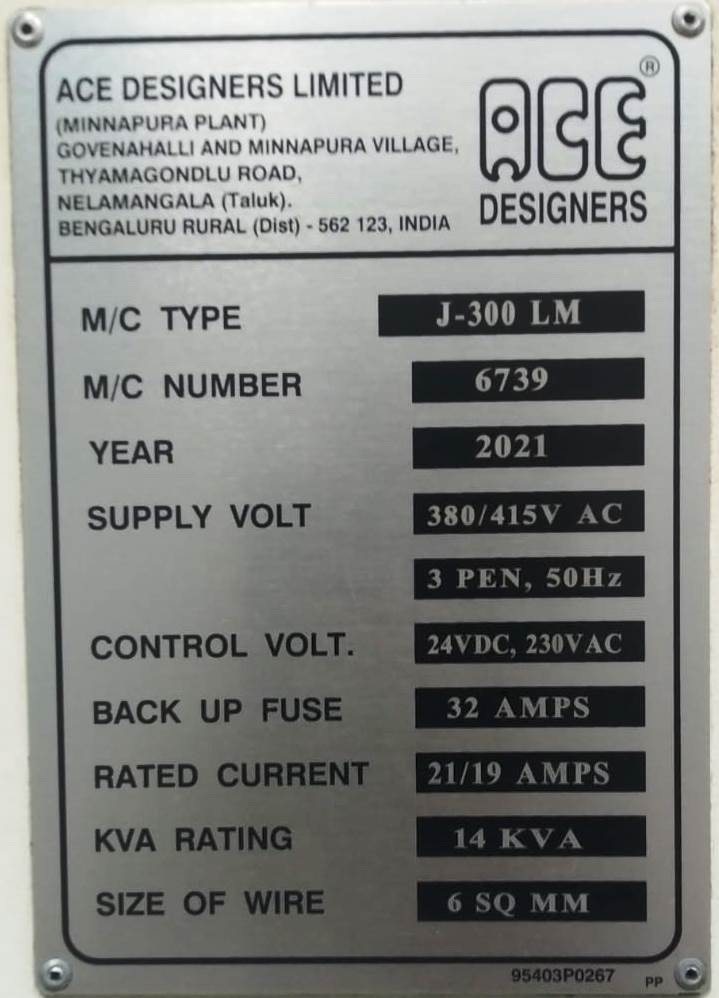 ACE DESIGNERS LIMITED
(MINNAPURA PLANT)
GOVENAHALLI AND MINNAPURA VILLAGE,
THYAMAGONDLU ROAD,
NELAMANGALA (Taluk).
BENGALURU RURAL (Dist) - 562 123, INDIA
ACE ®
DESIGNERS
M/C TYPE J-300 LM
M/C NUMBER 6739
YEAR 2021
SUPPLY VOLT 380/415V AC
3 PEN, 50Hz
CONTROL VOLT. 24VDC, 230VAC
BACK UP FUSE 32 AMPS
RATED CURRENT 21/19 AMPS
KVA RATING 14 KVA
SIZE OF WIRE 6 SQ MM
95403P0267 PP